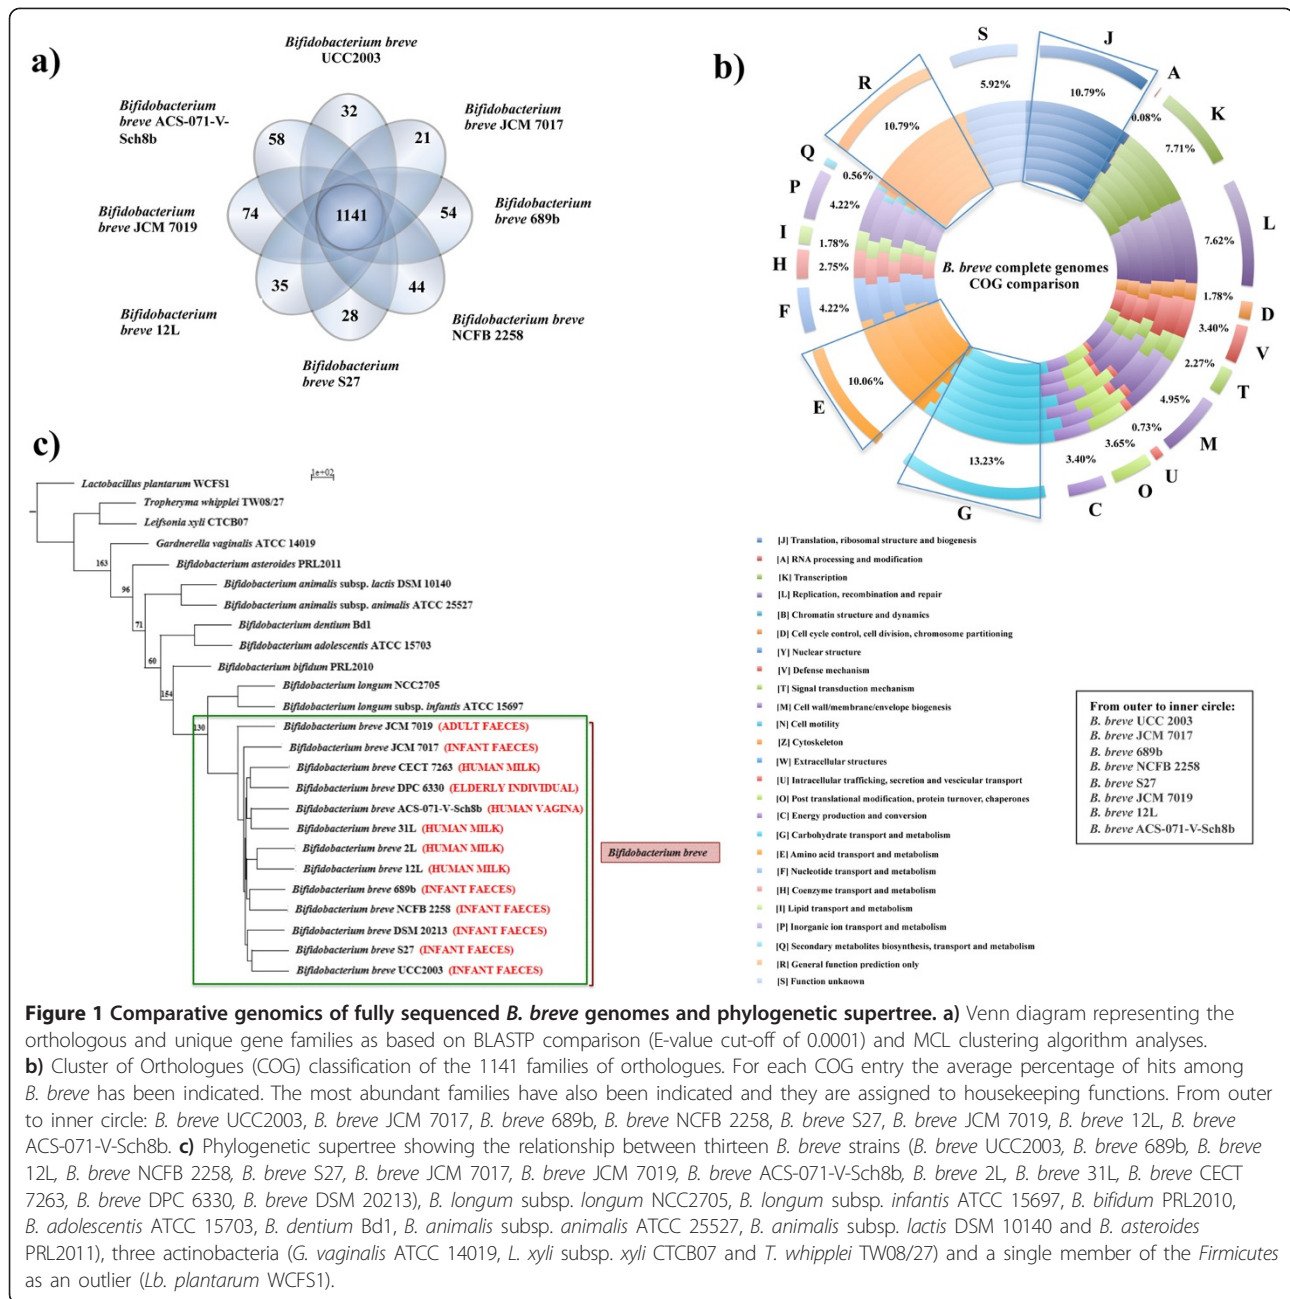 a)
Bifidobacterium breve
UCC2003
Bifidobacterium
breve ACS-071-V-
Sch8b
Bifidobacterium
breve JCM 7017
Bifidobacterium
breve JCM 7019
Bifidobacterium
breve 689b
Bifidobacterium
breve 12L
Bifidobacterium breve
NCFB 2258
Bifidobacterium
breve S27
32
58
21
74
1141
54
35
44
28
b)
S
J
A
K
R
L
Q
P
I
H
F
D
V
T
E
M
U
O
C
G
5.92%
10.79%
0.08%
7.71%
10.79%
7.62%
0.56%
4.22%
1.78%
2.75%
4.22%
1.78%
3.40%
2.27%
10.06%
4.95%
0.73%
3.65%
3.40%
13.23%
B. breve complete genomes
COG comparison
c)
1e+02
Lactobacillus plantarum WCFS1
Tropheryma whipplei TW08/27
Leifsonia xyli CTCB07
Gardnerella vaginalis ATCC 14019
163
Bifidobacterium asteroides PRL2011
96
Bifidobacterium animalis subsp. lactis DSM 10140
Bifidobacterium animalis subsp. animalis ATCC 25527
71
Bifidobacterium dentium Bd1
Bifidobacterium adolescentis ATCC 15703
60
Bifidobacterium bifidum PRL2010
154
Bifidobacterium longum NCC2705
Bifidobacterium longum subsp. infantis ATCC 15697
130
Bifidobacterium breve JCM 7019 (ADULT FAECES)
Bifidobacterium breve JCM 7017 (INFANT FAECES)
Bifidobacterium breve CECT 7263 (HUMAN MILK)
Bifidobacterium breve DPC 6330 (ELDERLY INDIVIDUAL)
Bifidobacterium breve ACS-071-V-Sch8b (HUMAN VAGINA)
Bifidobacterium breve 31L (HUMAN MILK)
Bifidobacterium breve 2L (HUMAN MILK)
Bifidobacterium breve 12L (HUMAN MILK)
Bifidobacterium breve 689b (INFANT FAECES)
Bifidobacterium breve NCFB 2258 (INFANT FAECES)
Bifidobacterium breve DSM 20213 (INFANT FAECES)
Bifidobacterium breve S27 (INFANT FAECES)
Bifidobacterium breve UCC2003 (INFANT FAECES)
Bifidobacterium breve
[J] Translation, ribosomal structure and biogenesis
[A] RNA processing and modification
[K] Transcription
[L] Replication, recombination and repair
[B] Chromatin structure and dynamics
[D] Cell cycle control, cell division, chromosome partitioning
[Y] Nuclear structure
[V] Defense mechanism
[T] Signal transduction mechanism
[M] Cell wall/membrane/envelope biogenesis
[N] Cell motility
[Z] Cytoskeleton
[W] Extracellular structures
[U] Intracellular trafficking, secretion and vescicular transport
[O] Post translational modification, protein turnover, chaperones
[C] Energy production and conversion
[G] Carbohydrate transport and metabolism
[E] Amino acid transport and metabolism
[F] Nucleotide transport and metabolism
[H] Coenzyme transport and metabolism
[I] Lipid transport and metabolism
[P] Inorganic ion transport and metabolism
[Q] Secondary metabolites biosynthesis, transport and metabolism
[R] General function prediction only
[S] Function unknown
From outer to inner circle:
B. breve UCC 2003
B. breve JCM 7017
B. breve 689b
B. breve NCFB 2258
B. breve S27
B. breve JCM 7019
B. breve 12L
B. breve ACS-071-V-Sch8b
Figure 1 Comparative genomics of fully sequenced B. breve genomes and phylogenetic supertree. a) Venn diagram representing the
orthologous and unique gene families as based on BLASTP comparison (E-value cut-off of 0.0001) and MCL clustering algorithm analyses.
b) Cluster of Orthologues (COG) classification of the 1141 families of orthologues. For each COG entry the average percentage of hits among
B. breve has been indicated. The most abundant families have also been indicated and they are assigned to housekeeping functions. From outer
to inner circle: B. breve UCC2003, B. breve JCM 7017, B. breve 689b, B. breve NCFB 2258, B. breve S27, B. breve JCM 7019, B. breve 12L, B. breve
ACS-071-V-Sch8b. c) Phylogenetic supertree showing the relationship between thirteen B. breve strains (B. breve UCC2003, B. breve 689b, B. breve
12L, B. breve NCFB 2258, B. breve S27, B. breve JCM 7017, B. breve JCM 7019, B. breve ACS-071-V-Sch8b, B. breve 2L, B. breve 31L, B. breve CECT
7263, B. breve DPC 6330, B. breve DSM 20213), B. longum subsp. longum NCC2705, B. longum subsp. infantis ATCC 15697, B. bifidum PRL2010,
B. adolescentis ATCC 15703, B. dentium Bd1, B. animalis subsp. animalis ATCC 25527, B. animalis subsp. lactis DSM 10140 and B. asteroides
PRL2011), three actinobacteria (G. vaginalis ATCC 14019, L. xyli subsp. xyli CTCB07 and T. whipplei TW08/27) and a single member of the Firmicutes
as an outlier (Lb. plantarum WCFS1).